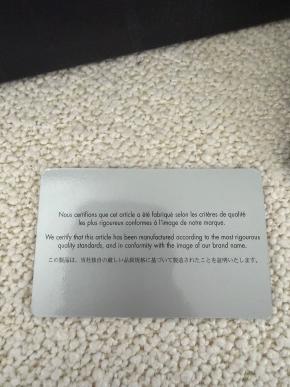 Nous certifions que cet article a été fabriqué selon les critères de qualité
les plus rigoureux conformes à l'image de notre marque.
We certify that this article has been manufactured according to the most rigourous
quality standards, and in conformity with the image of our brand name.
この製品は、当社独自の厳しい品質規格に基づいて製造されたことを証明いたします。